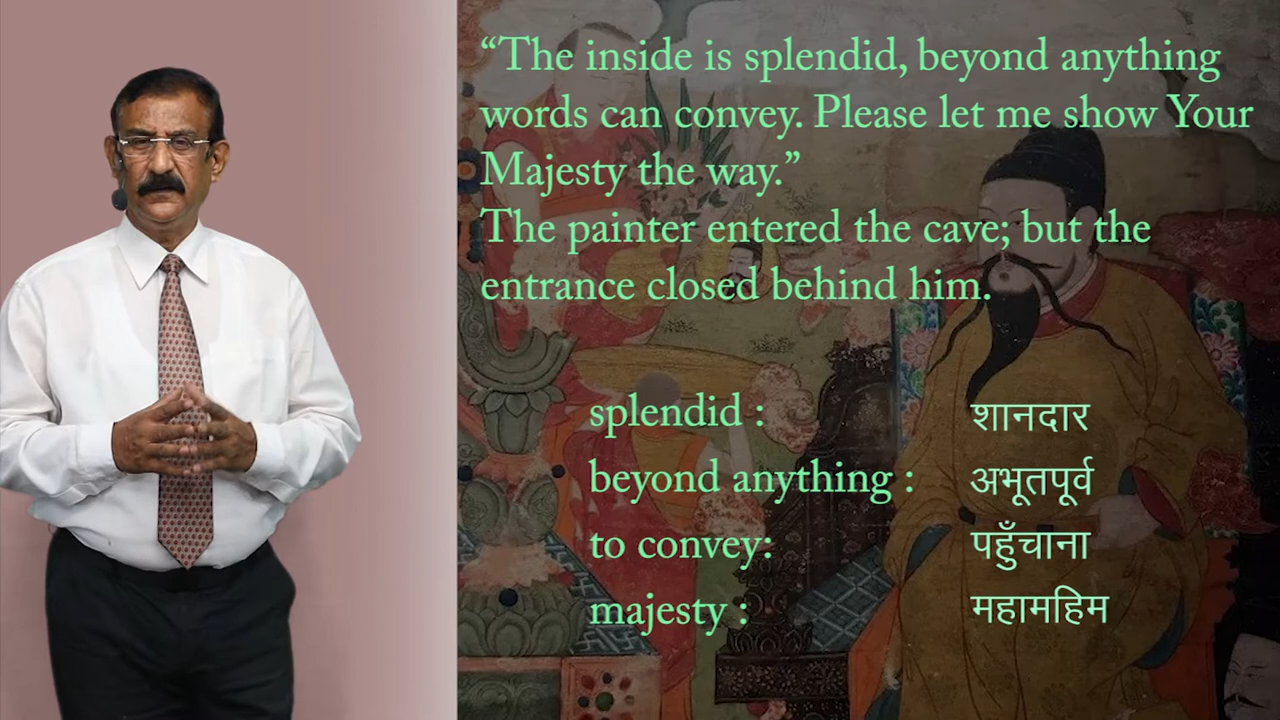 “The inside is splendid, beyond anything
words can convey. Please let me show Your
Majesty the way.”
The painter entered the cave; but the
entrance closed behind him.
splendid : शानदार
beyond anything : अभूतपूर्व
to convey: पहुँचाना
majesty : महामहिम